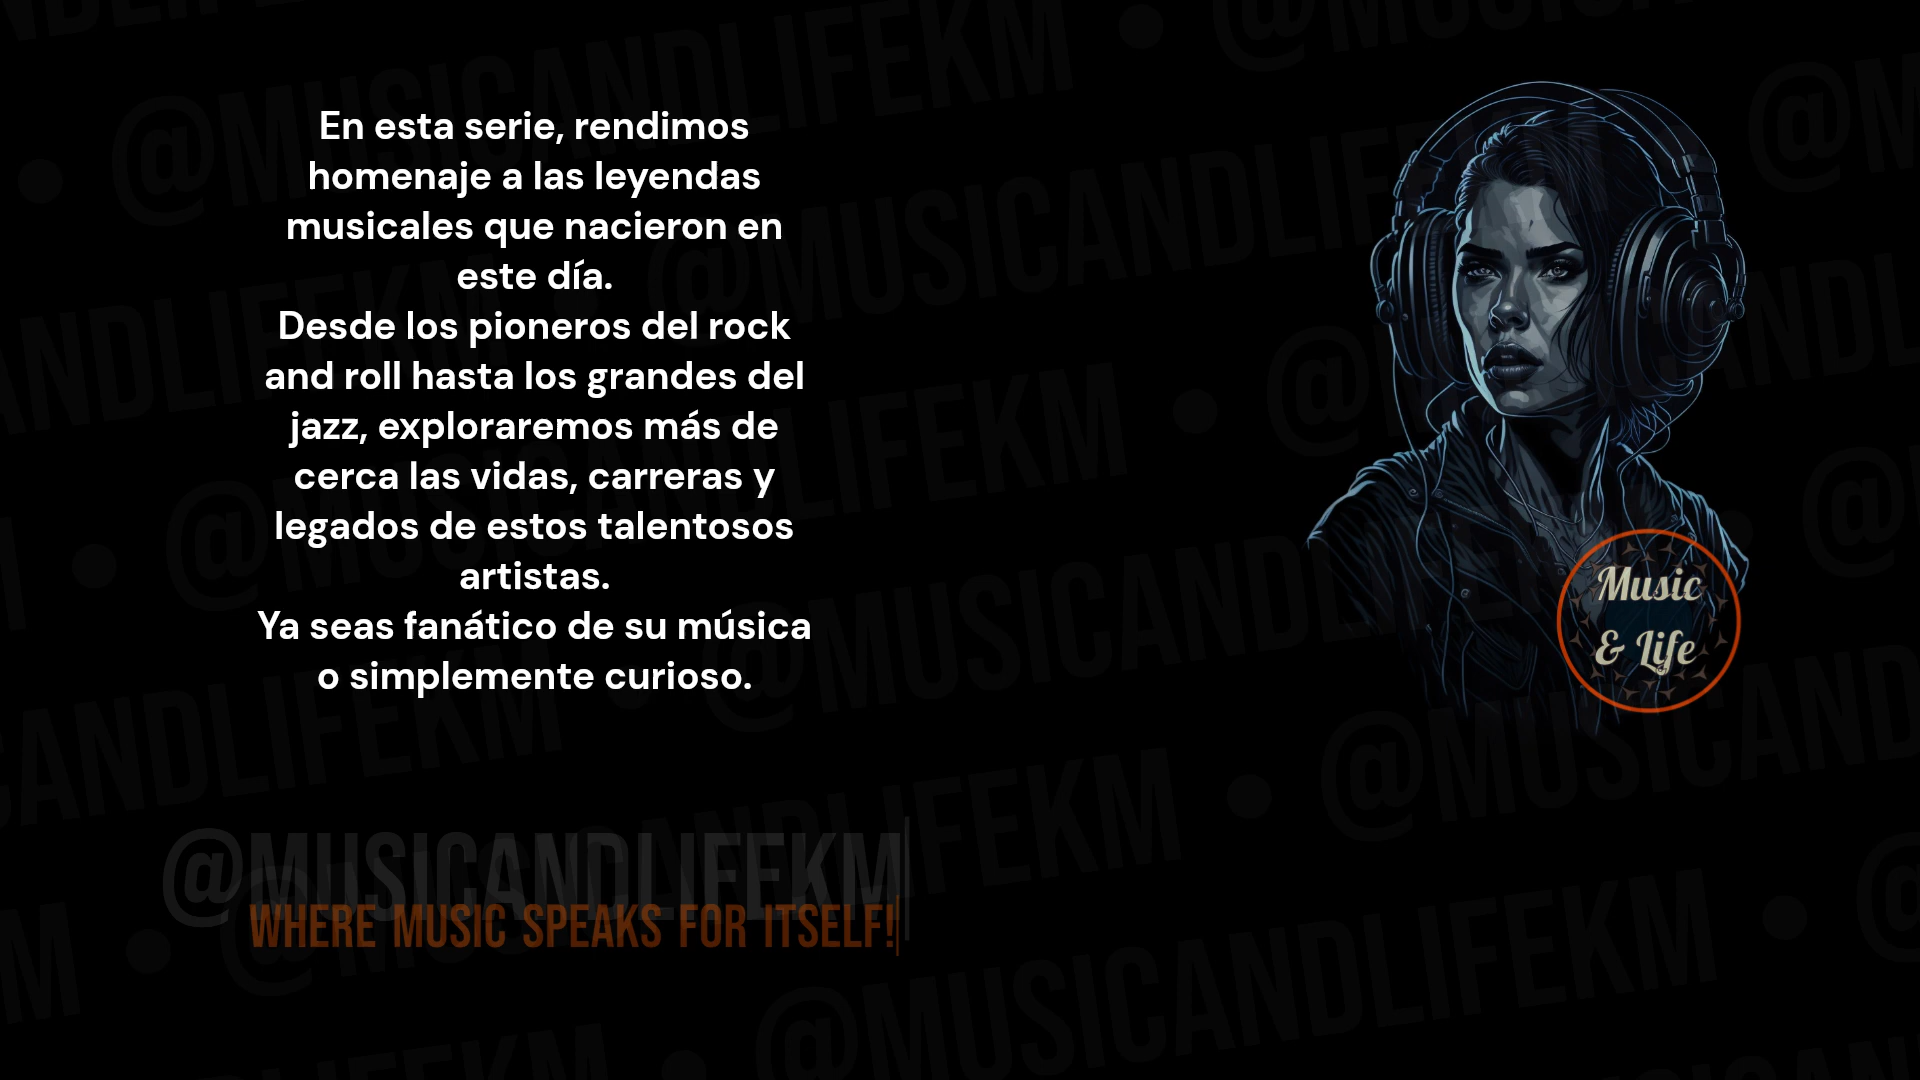 En esta serie, rendimos
homenaje a las leyendas
musicales que nacieron en
este día.
Desde los pioneros del rock
and roll hasta los grandes del
jazz, exploraremos más de
cerca las vidas, carreras y
legados de estos talentosos
artistas.
Ya seas fanático de su música
o simplemente curioso.
Music
& Life
@MUSICANDLIFEKM
WHERE MUSIC SPEAKS FOR ITSELF!